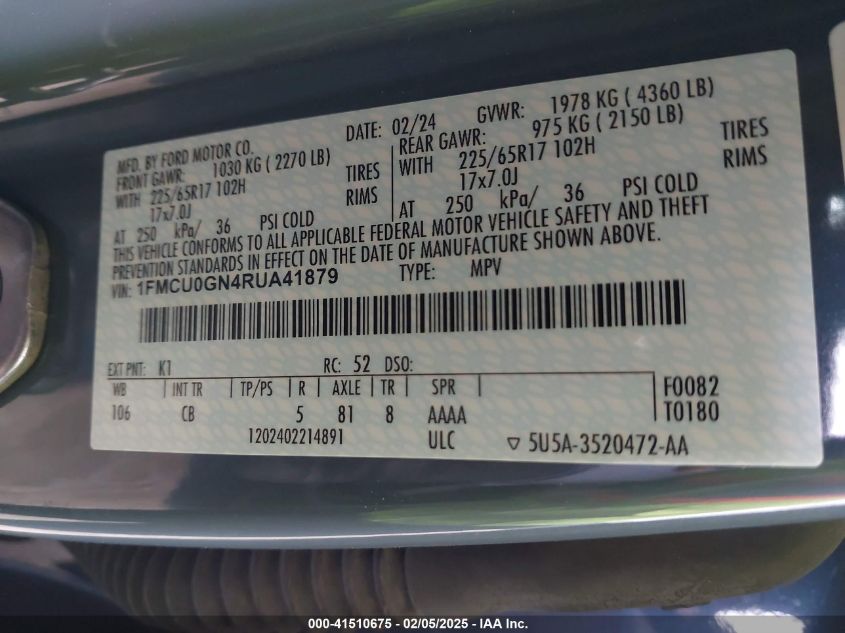 MFD. BY FORD MOTOR CO.
DATE: 02/24 GVWR: 1978 KG ( 4360 LB)
FRONT GAWR: 1030 KG ( 2270 LB)
WITH 225/65R17 102H TIRES
17x7.0J RIMS
AT 250 kPa/ 36 PSI COLD
REAR GAWR: 975 KG ( 2150 LB)
WITH 225/65R17 102H TIRES
17x7.0J RIMS
AT 250 kPa/ 36 PSI COLD
THIS VEHICLE CONFORMS TO ALL APPLICABLE FEDERAL MOTOR VEHICLE SAFETY AND THEFT
PREVENTION STANDARDS IN EFFECT ON THE DATE OF MANUFACTURE SHOWN ABOVE.
VIN: 1FMCU0GN4RUA41879 TYPE: MPV
EXT PNT: K1 RC: 52 DSO:
WB INT TR TP/PS R AXLE TR SPR F0082
106 CB 5 81 8 AAAA T0180
1202402214891 ULC 5U5A-3520472-AA
000-41510675 - 02/05/2025 - IAA Inc.